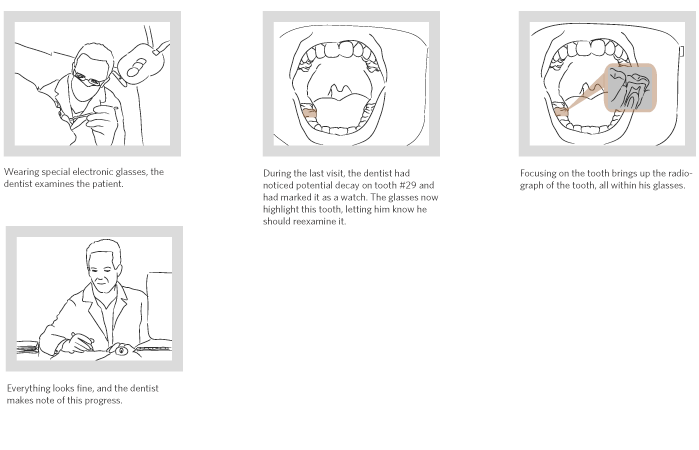 Wearing special electronic glasses, the
dentist examines the patient.
During the last visit, the dentist had
noticed potential decay on tooth #29 and
had marked it as a watch. The glasses now
highlight this tooth, letting him know he
should reexamine it.
Focusing on the tooth brings up the radio-
graph of the tooth, all within his glasses.
Everything looks fine, and the dentist
makes note of this progress.